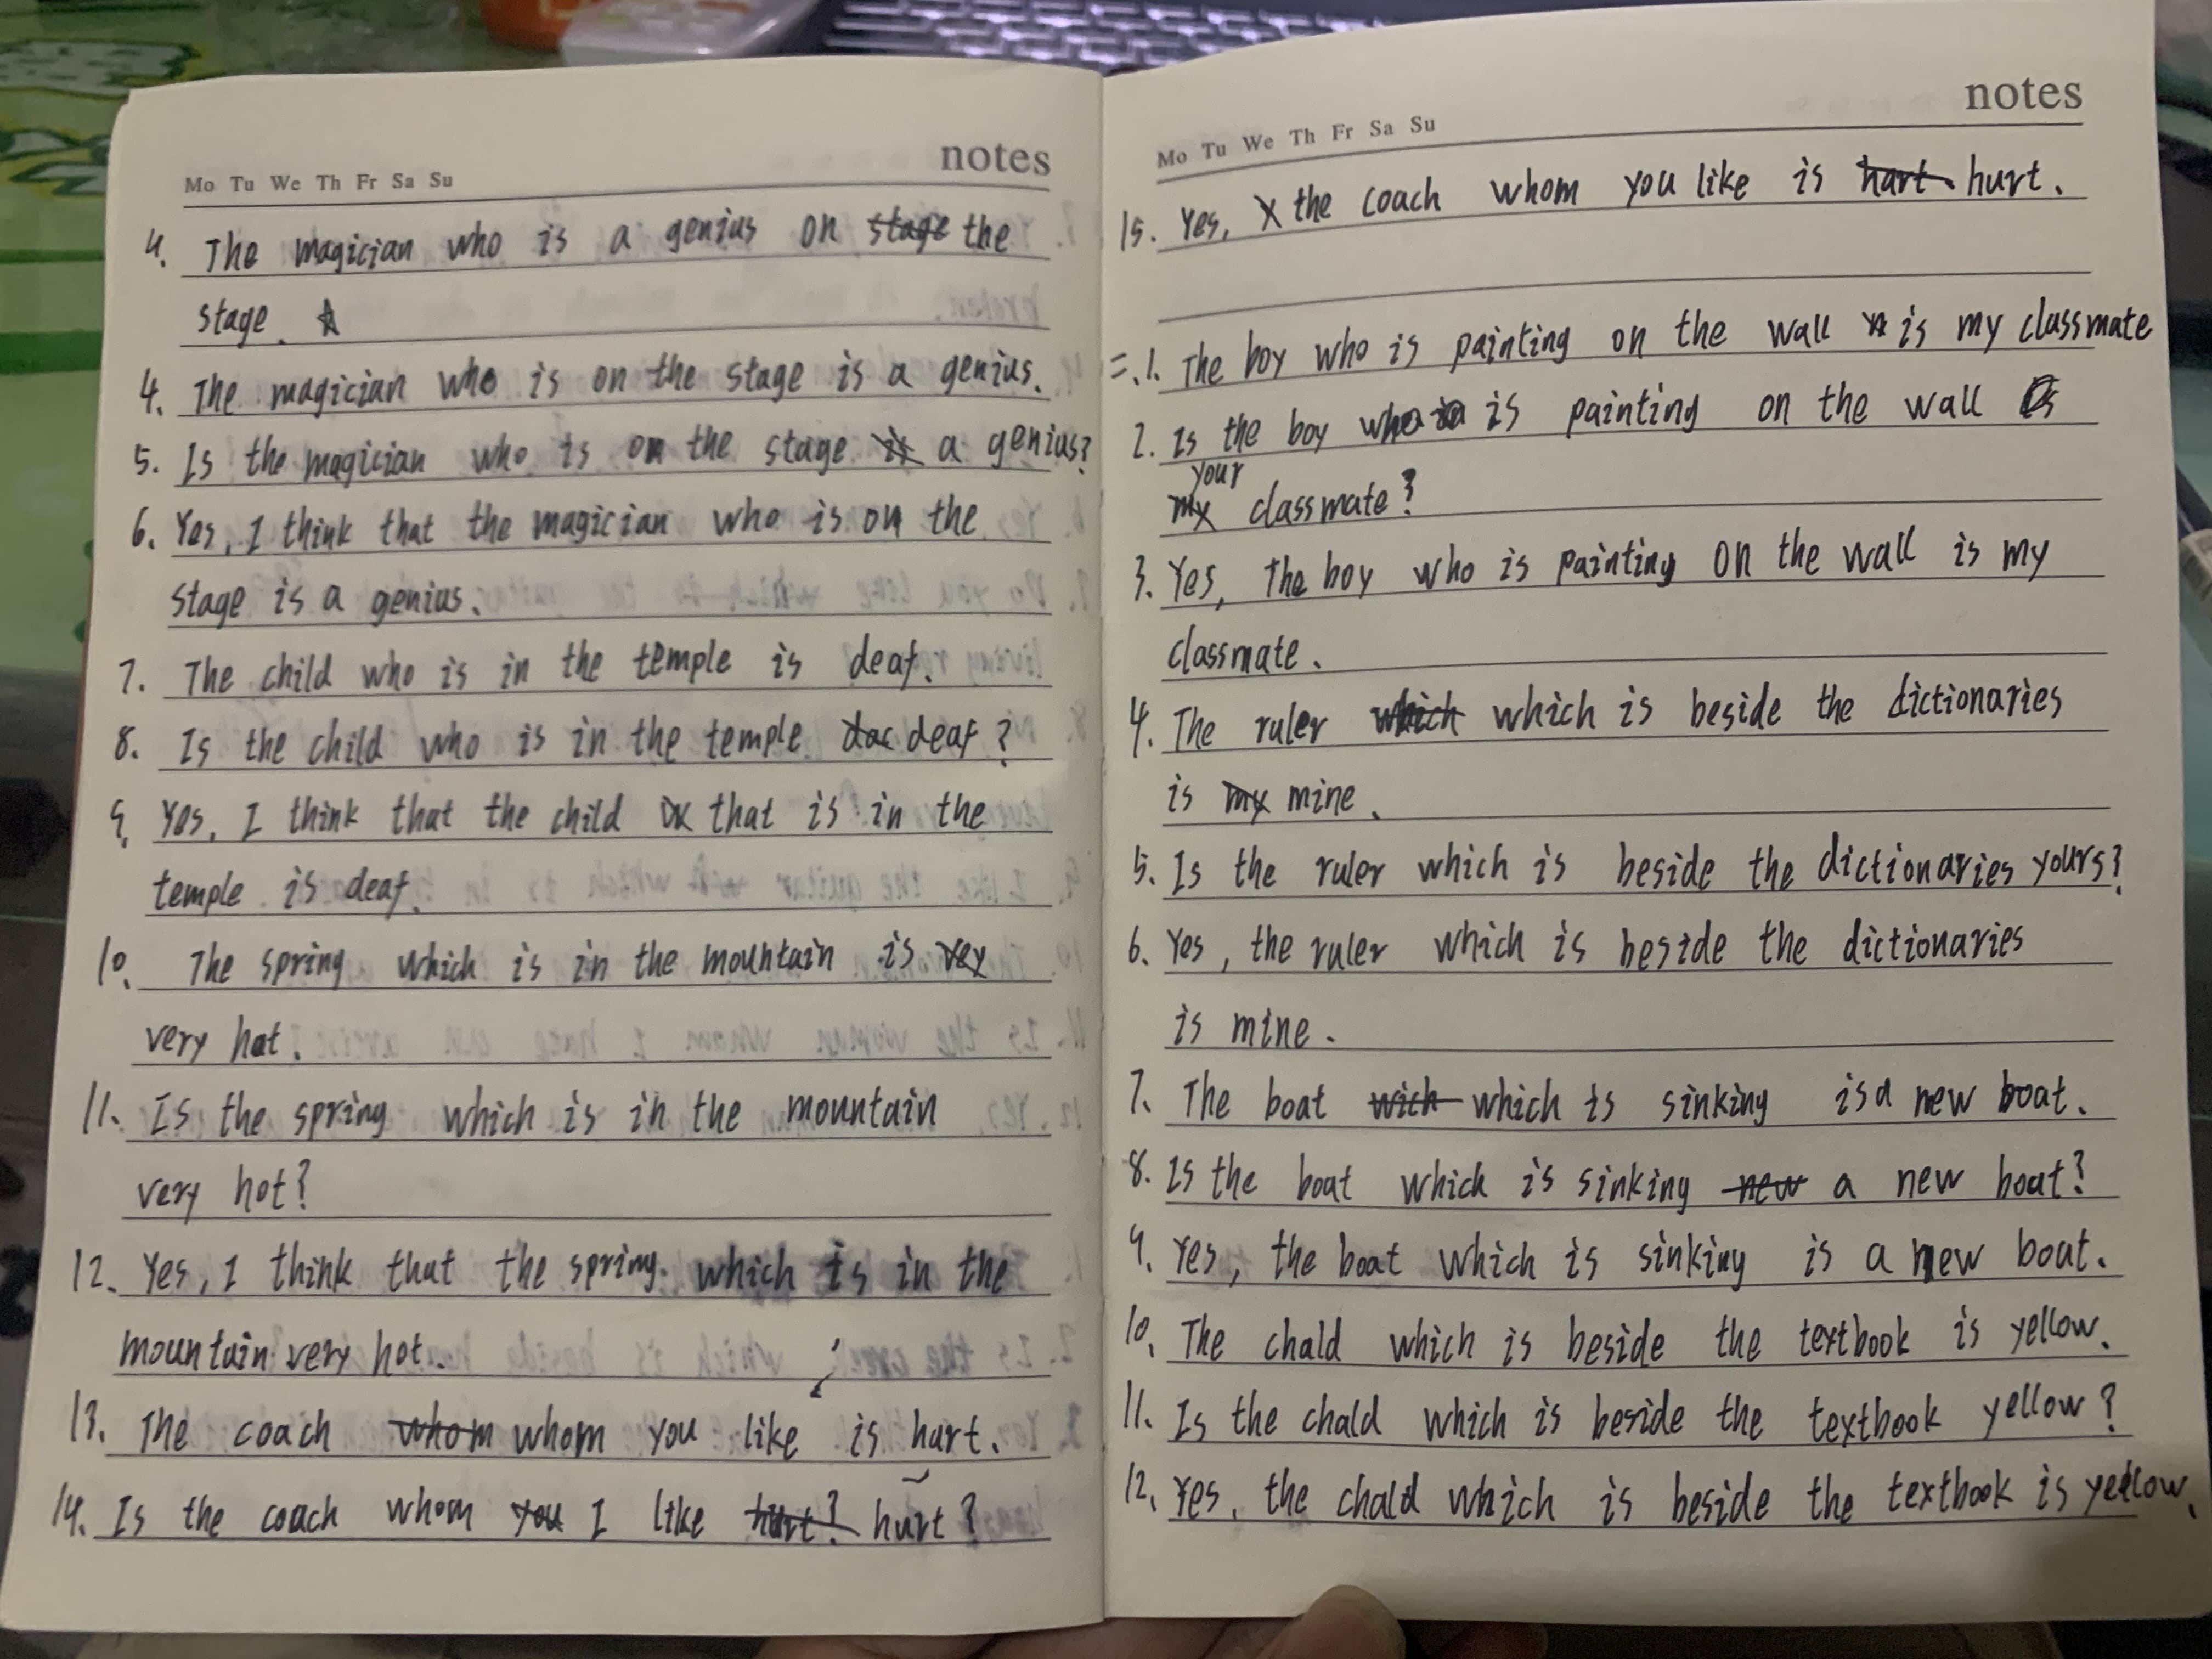 notes
Mo Tu We Th Fr Sa Su
4. The magician who is a genius on stage the
stage.
4. The magician who is on the stage is a genius.
5. Is the magician who is on the stage is a genius?
6. Yes, I think that the magician who is on the
stage is a genius.
7. The child who is in the temple is deaf.
8. Is the child who is in the temple dac deaf?
9. Yes, I think that the child that is in the
temple is deaf.
10. The spring which is in the mountain is vey
very hot.
11. Is the spring which is in the mountain
very hot?
12. Yes, I think that the spring which is in the
mountain very hot.
13. The coach whom whom you like is hurt.
14. Is the coach whom you I like hurt? hurt?
notes
Mo Tu We Th Fr Sa Su
15. Yes, the coach whom you like is hart hurt.
二.1. The boy who is painting on the wall is my classmate
2. Is the boy who is painting on the wall
your
my classmate?
3. Yes, The boy who is painting on the wall is my
classmate.
4. The ruler which which is beside the dictionaries
is my mine.
5. Is the ruler which is beside the dictionaries yours?
6. Yes, the ruler which is beside the dictionaries
is mine.
7. The boat wich which is sinking is a new boat.
8. Is the boat which is sinking new a new boat?
9. Yes, the boat which is sinking is a new boat.
10. The chald which is beside the textbook is yellow.
11. Is the chald which is beside the textbook yellow?
12. Yes, the chald which is beside the textbook is yellow.